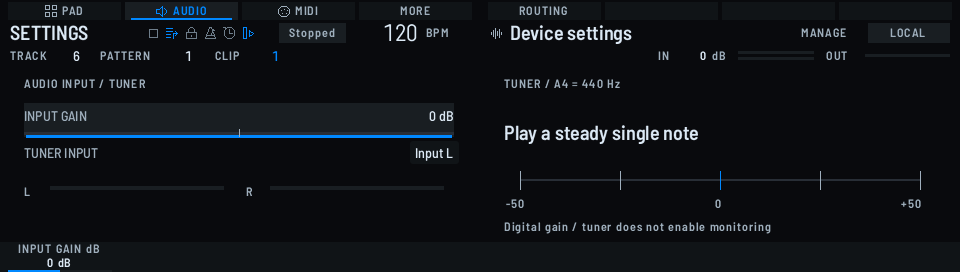 PAD AUDIO MIDI MORE ROUTING
SETTINGS Stopped 120 BPM Device settings MANAGE LOCAL
TRACK 6 PATTERN 1 CLIP 1 IN 0 dB OUT
AUDIO INPUT / TUNER
INPUT GAIN 0 dB
TUNER INPUT Input L
L R
TUNER / A4 = 440 Hz
Play a steady single note
-50 0 +50
Digital gain / tuner does not enable monitoring
INPUT GAIN dB
0 dB